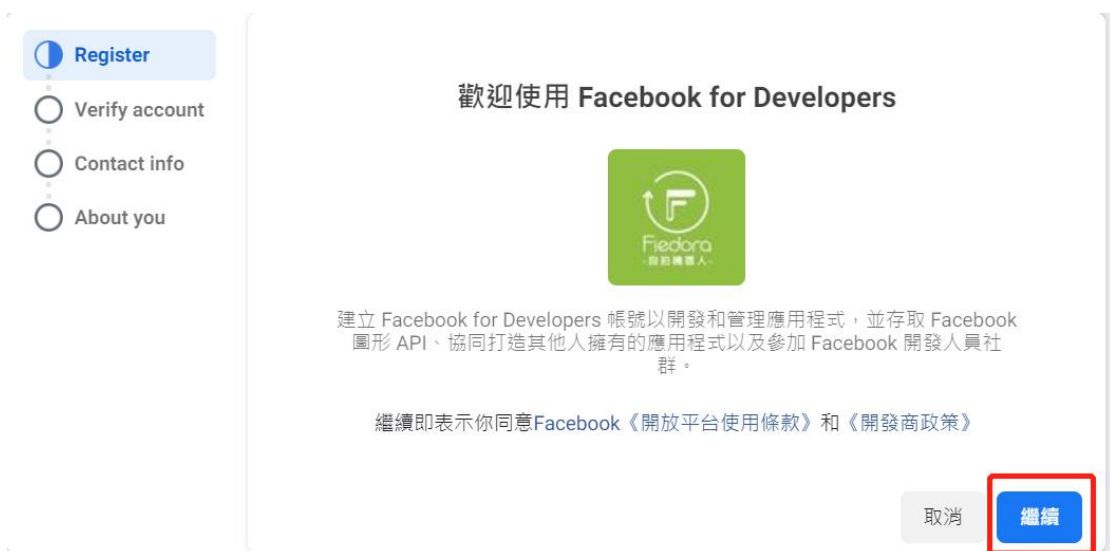 Register
Verify account
Contact info
About you
歡迎使用 Facebook for Developers
F
Fiedora
-自拍機器人-
建立 Facebook for Developers 帳號以開發和管理應用程式，並存取 Facebook
圖形 API、協同打造其他人擁有的應用程式以及參加 Facebook 開發人員社
群。
繼續即表示你同意Facebook《開放平台使用條款》和《開發商政策》
取消
繼續